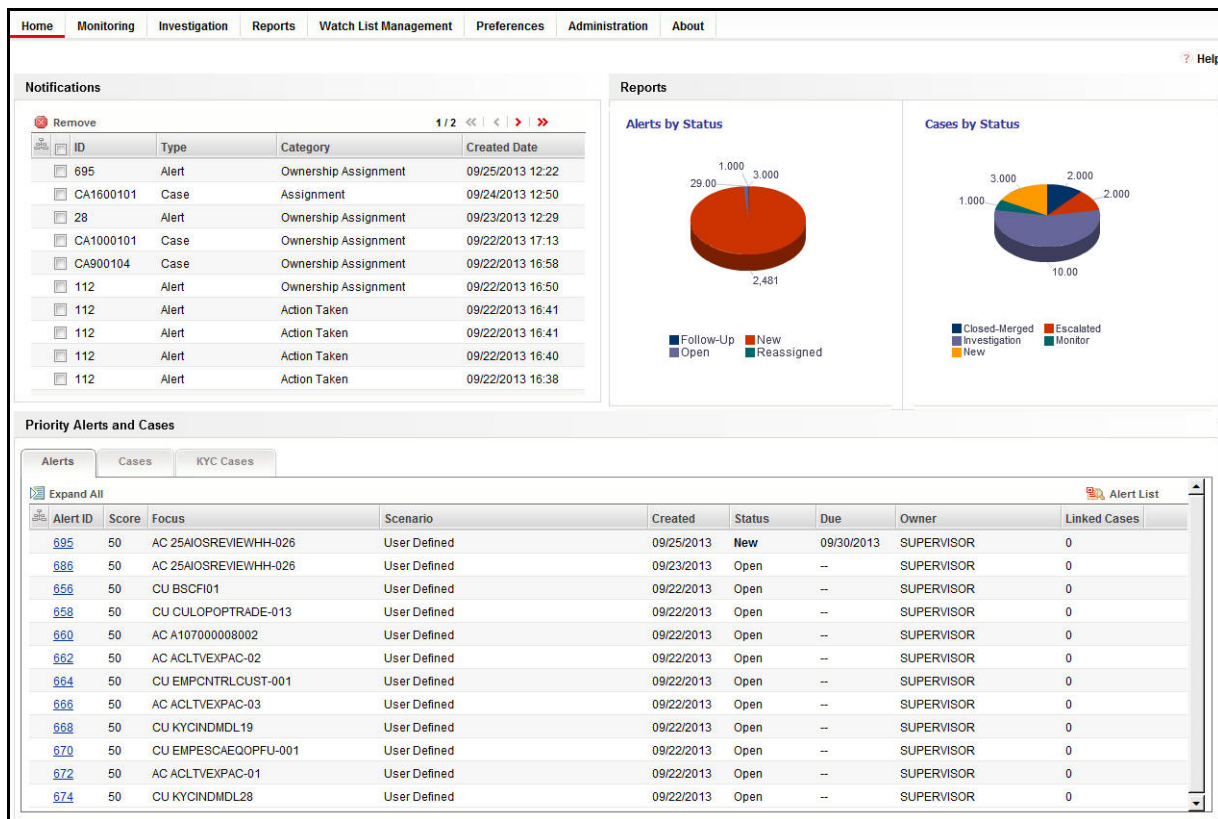 Home Monitoring Investigation Reports Watch List Management Preferences Administration About
? Help
Notifications
Remove 1 / 2 << < > >>
ID Type Category Created Date
695 Alert Ownership Assignment 09/25/2013 12:22
CA1600101 Case Assignment 09/24/2013 12:50
28 Alert Ownership Assignment 09/23/2013 12:29
CA1000101 Case Ownership Assignment 09/22/2013 17:13
CA900104 Case Ownership Assignment 09/22/2013 16:58
112 Alert Ownership Assignment 09/22/2013 16:50
112 Alert Action Taken 09/22/2013 16:41
112 Alert Action Taken 09/22/2013 16:41
112 Alert Action Taken 09/22/2013 16:40
112 Alert Action Taken 09/22/2013 16:38
Reports
Alerts by Status
1.000 3.000
29.00
2,481
Follow-Up New
Open Reassigned
Cases by Status
3.000 2.000
1.000 2.000
10.00
Closed-Merged Escalated
Investigation Monitor
New
Priority Alerts and Cases
Alerts Cases KYC Cases
Expand All Alert List
Alert ID Score Focus Scenario Created Status Due Owner Linked Cases
695 50 AC 25AIOSREVIEWHH-026 User Defined 09/25/2013 New 09/30/2013 SUPERVISOR 0
686 50 AC 25AIOSREVIEWHH-026 User Defined 09/23/2013 Open -- SUPERVISOR 0
656 50 CU BSCFI01 User Defined 09/22/2013 Open -- SUPERVISOR 0
658 50 CU CULOPOPTRADE-013 User Defined 09/22/2013 Open -- SUPERVISOR 0
660 50 AC A107000008002 User Defined 09/22/2013 Open -- SUPERVISOR 0
662 50 AC ACLTVEXPAC-02 User Defined 09/22/2013 Open -- SUPERVISOR 0
664 50 CU EMPCNTRLCUST-001 User Defined 09/22/2013 Open -- SUPERVISOR 0
666 50 AC ACLTVEXPAC-03 User Defined 09/22/2013 Open -- SUPERVISOR 0
668 50 CU KYCINDMDL19 User Defined 09/22/2013 Open -- SUPERVISOR 0
670 50 CU EMPESCAEQOPFU-001 User Defined 09/22/2013 Open -- SUPERVISOR 0
672 50 AC ACLTVEXPAC-01 User Defined 09/22/2013 Open -- SUPERVISOR 0
674 50 CU KYCINDMDL28 User Defined 09/22/2013 Open -- SUPERVISOR 0